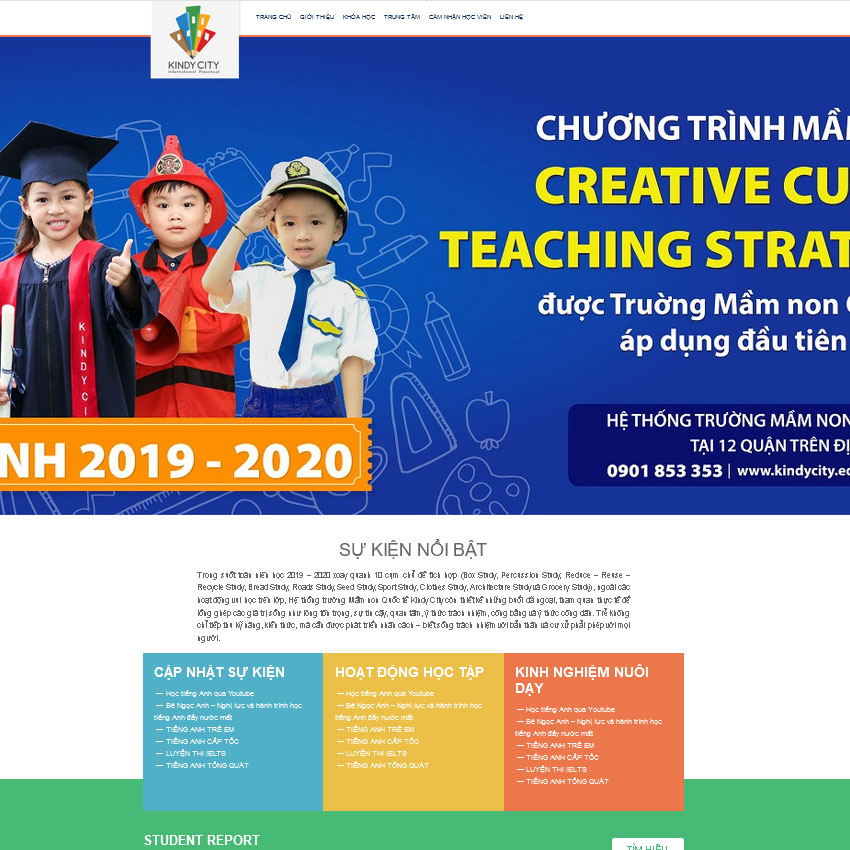 TRANG CHỦ GIỚI THIỆU KHÓA HỌC TRUNG TÂM CẢM NHẬN HỌC VIÊN LIÊN HỆ
KINDY CITY
International Preschool
CHƯƠNG TRÌNH MẦM
CREATIVE CU
TEACHING STRAT
được Trường Mầm non
áp dụng đầu tiên
KINDY CI
HỆ THỐNG TRƯỜNG MẦM NON
TẠI 12 QUẬN TRÊN ĐỊ
0901 853 353 | www.kindycity.ed
NH 2019 - 2020
SỰ KIỆN NỔI BẬT
Trong suốt toàn niên học 2019 – 2020 xoay quanh 10 cụm chỉ đề tích hợp (Box Study, Percussion Study, Reduce – Reuse –
Recycle Study, Bread Study, Roads Study, Seed Study, Sport Study, Clothes Study, Architecture Study và Grocery Study), ngoài các
hoạt động vui học trên lớp, Hệ thống trường Mầm non Quốc tế Kindy City còn thiết kế những buổi dã ngoại, tham quan thực tế để
lồng ghép các giá trị sống như lòng tôn trọng, sự tin cậy, quan tâm, ý thức trách nhiệm, công bằng và ý thức công dân. Trẻ không
chỉ tiếp thu kỹ năng, kiến thức, mà cần được phát triển nhân cách – biết sống trách nhiệm với bản thân và cư xử phải phép với mọi
người.
CẬP NHẬT SỰ KIỆN
— Học tiếng Anh qua Youtube
— Bé Ngọc Anh – Nghị lực và hành trình học
tiếng Anh đầy nước mắt
— TIẾNG ANH TRẺ EM
— TIẾNG ANH CẤP TỐC
— LUYỆN THI IELTS
— TIẾNG ANH TỔNG QUÁT
HOẠT ĐỘNG HỌC TẬP
— Học tiếng Anh qua Youtube
— Bé Ngọc Anh – Nghị lực và hành trình học
tiếng Anh đầy nước mắt
— TIẾNG ANH TRẺ EM
— TIẾNG ANH CẤP TỐC
— LUYỆN THI IELTS
— TIẾNG ANH TỔNG QUÁT
KINH NGHIỆM NUÔI
DẠY
— Học tiếng Anh qua Youtube
— Bé Ngọc Anh – Nghị lực và hành trình học
tiếng Anh đầy nước mắt
— TIẾNG ANH TRẺ EM
— TIẾNG ANH CẤP TỐC
— LUYỆN THI IELTS
— TIẾNG ANH TỔNG QUÁT
STUDENT REPORT
TÌM HIỂU